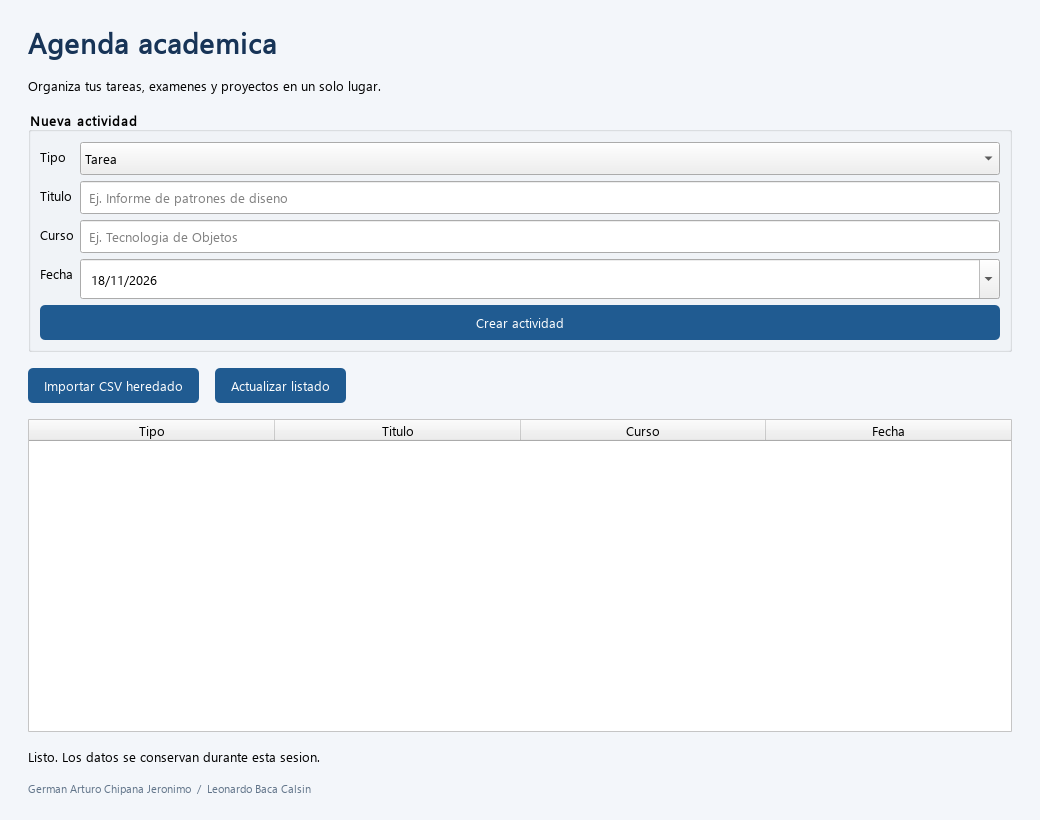 Agenda academica
Organiza tus tareas, examenes y proyectos en un solo lugar.
Nueva actividad
Tipo Tarea
Titulo Ej. Informe de patrones de diseno
Curso Ej. Tecnologia de Objetos
Fecha 18/11/2026
Crear actividad
Importar CSV heredado Actualizar listado
Tipo Titulo Curso Fecha
Listo. Los datos se conservan durante esta sesion.
German Arturo Chipana Jeronimo / Leonardo Baca Calsin